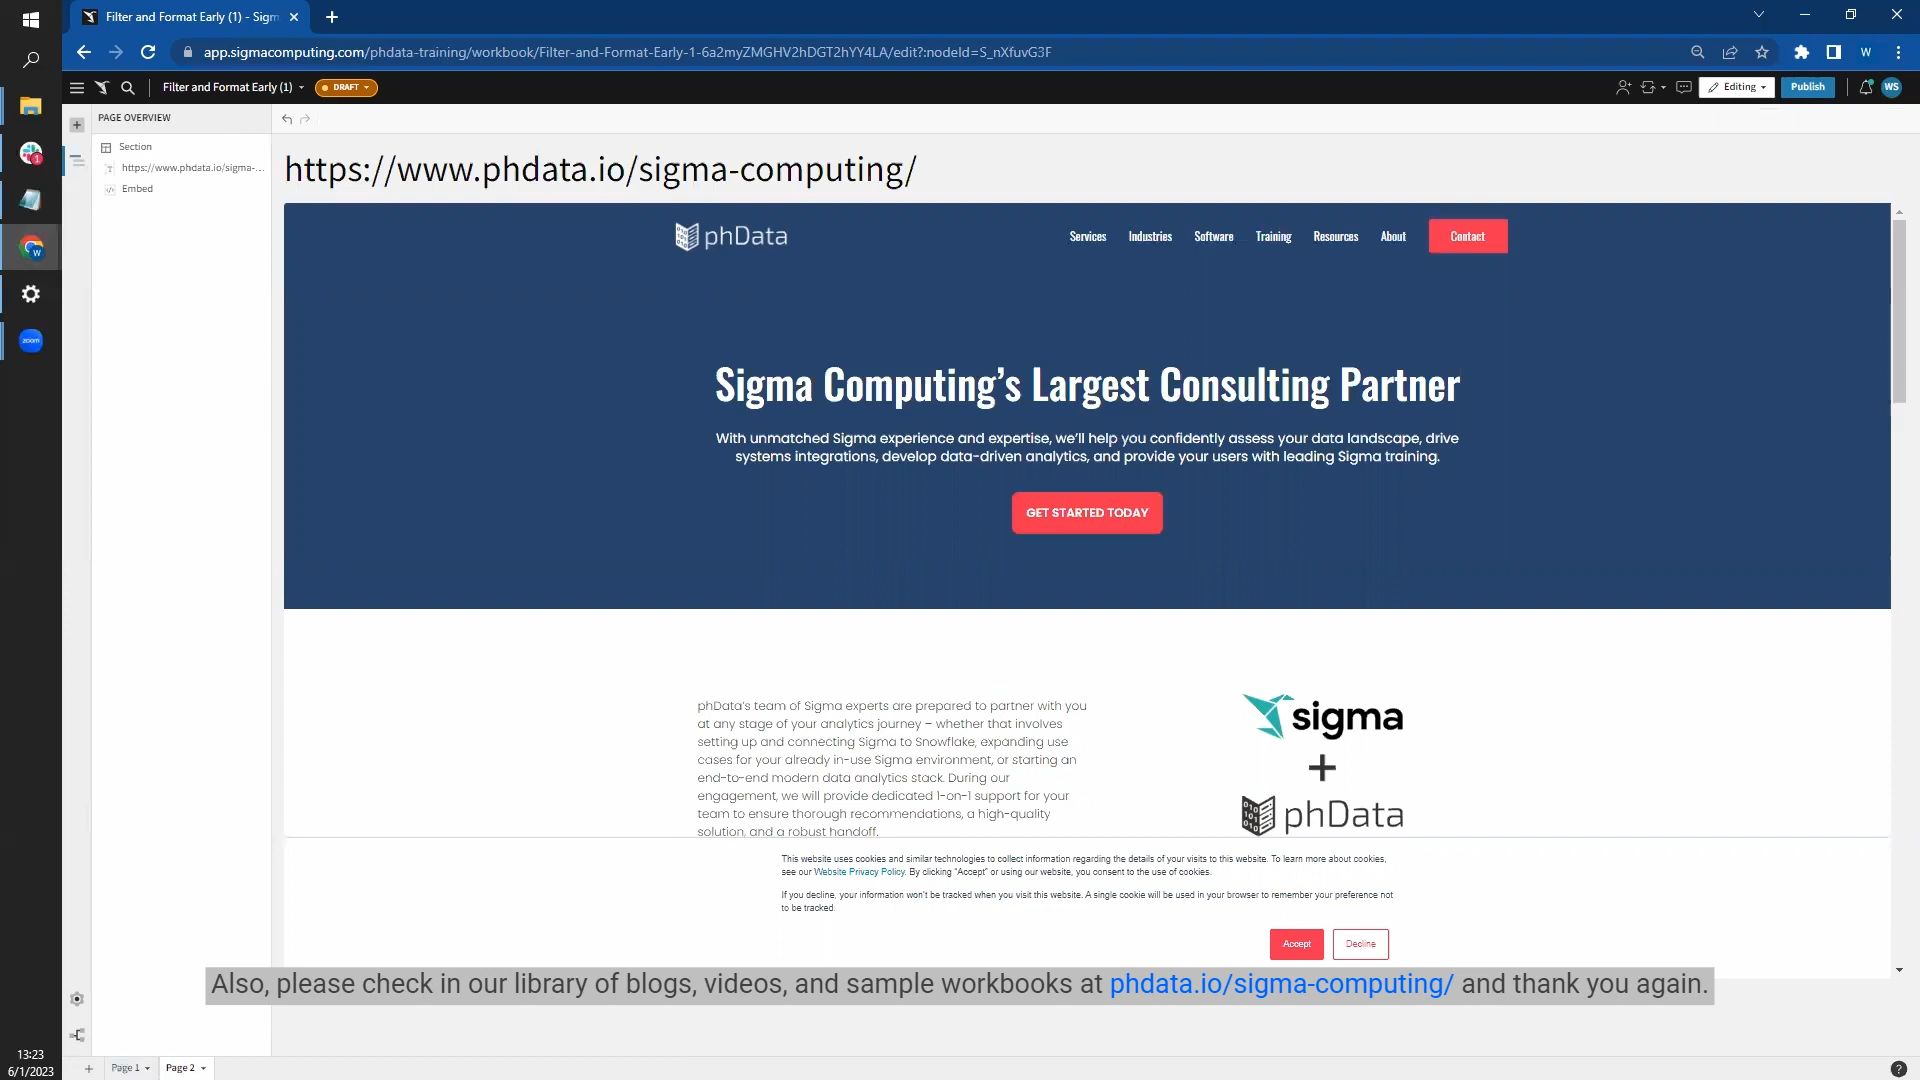 Filter and Format Early (1) - Sigm
app.sigmacomputing.com/phdata-training/workbook/Filter-and-Format-Early-1-6a2myZMGHV2hDGT2hYY4LA/edit?:nodeId=S_nXfuvG3F
W
Filter and Format Early (1)
DRAFT
Editing
Publish
WS
PAGE OVERVIEW
Section
https://www.phdata.io/sigma-...
Embed
https://www.phdata.io/sigma-computing/
phData
Services
Industries
Software
Training
Resources
About
Contact
Sigma Computing's Largest Consulting Partner
With unmatched Sigma experience and expertise, we'll help you confidently assess your data landscape, drive
systems integrations, develop data-driven analytics, and provide your users with leading Sigma training.
GET STARTED TODAY
phData's team of Sigma experts are prepared to partner with you
at any stage of your analytics journey – whether that involves
setting up and connecting Sigma to Snowflake, expanding use
cases for your already in-use Sigma environment, or starting an
end-to-end modern data analytics stack. During our
engagement, we will provide dedicated 1-on-1 support for your
team to ensure thorough recommendations, a high-quality
solution, and a robust handoff.
sigma
+
phData
This website uses cookies and similar technologies to collect information regarding the details of your visits to this website. To learn more about cookies,
see our Website Privacy Policy. By clicking "Accept" or using our website, you consent to the use of cookies.
If you decline, your information won't be tracked when you visit this website. A single cookie will be used in your browser to remember your preference not
to be tracked.
Accept
Decline
Also, please check in our library of blogs, videos, and sample workbooks at phdata.io/sigma-computing/ and thank you again.
Page 1
Page 2
zoom
1
W
13:23
6/1/2023